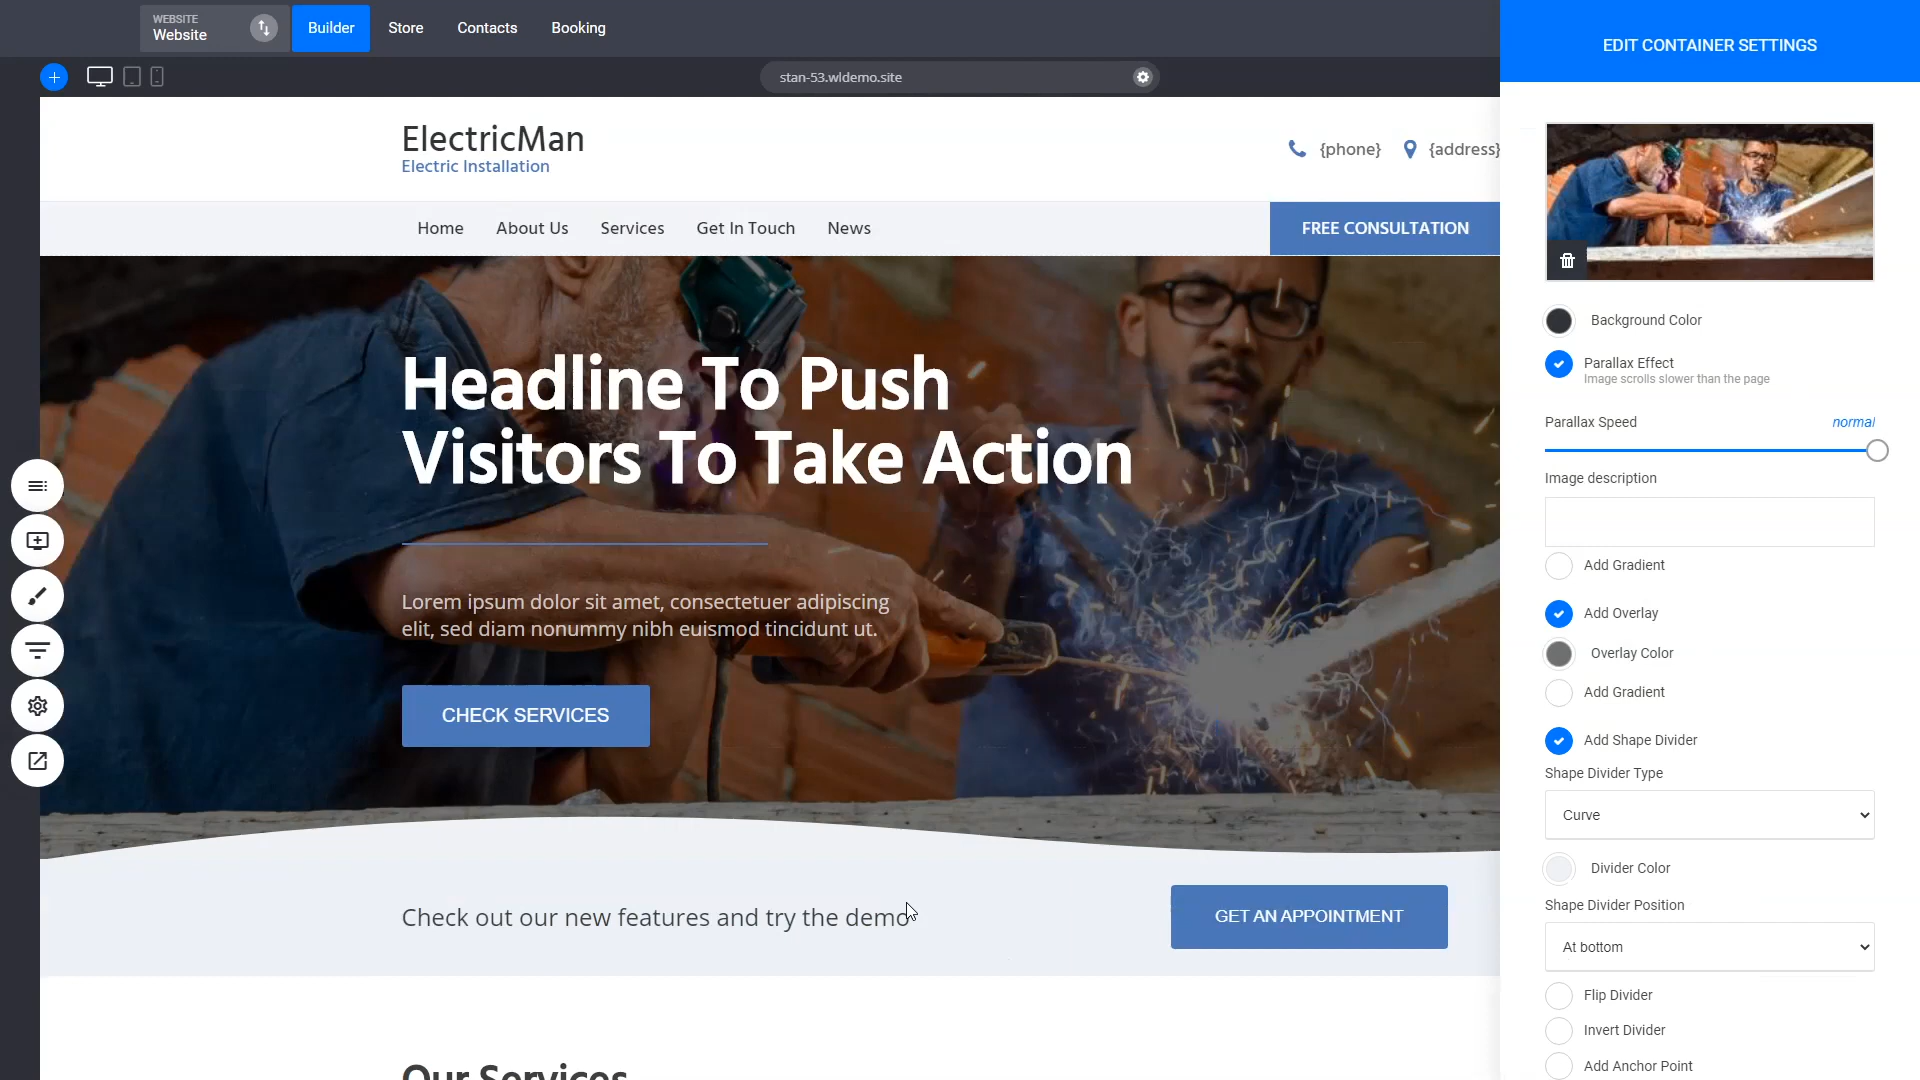 WEBSITE
Website
Builder
Store
Contacts
Booking
EDIT CONTAINER SETTINGS
stan-53.wldemo.site
ElectricMan
Electric Installation
{phone}
{address}
Home
About Us
Services
Get In Touch
News
FREE CONSULTATION
Headline To Push
Visitors To Take Action
Lorem ipsum dolor sit amet, consectetuer adipiscing
elit, sed diam nonummy nibh euismod tincidunt ut.
CHECK SERVICES
Check out our new features and try the demo
GET AN APPOINTMENT
Our Services
Background Color
Parallax Effect
Image scrolls slower than the page
Parallax Speed
normal
Image description
Add Gradient
Add Overlay
Overlay Color
Add Gradient
Add Shape Divider
Shape Divider Type
Curve
Divider Color
Shape Divider Position
At bottom
Flip Divider
Invert Divider
Add Anchor Point